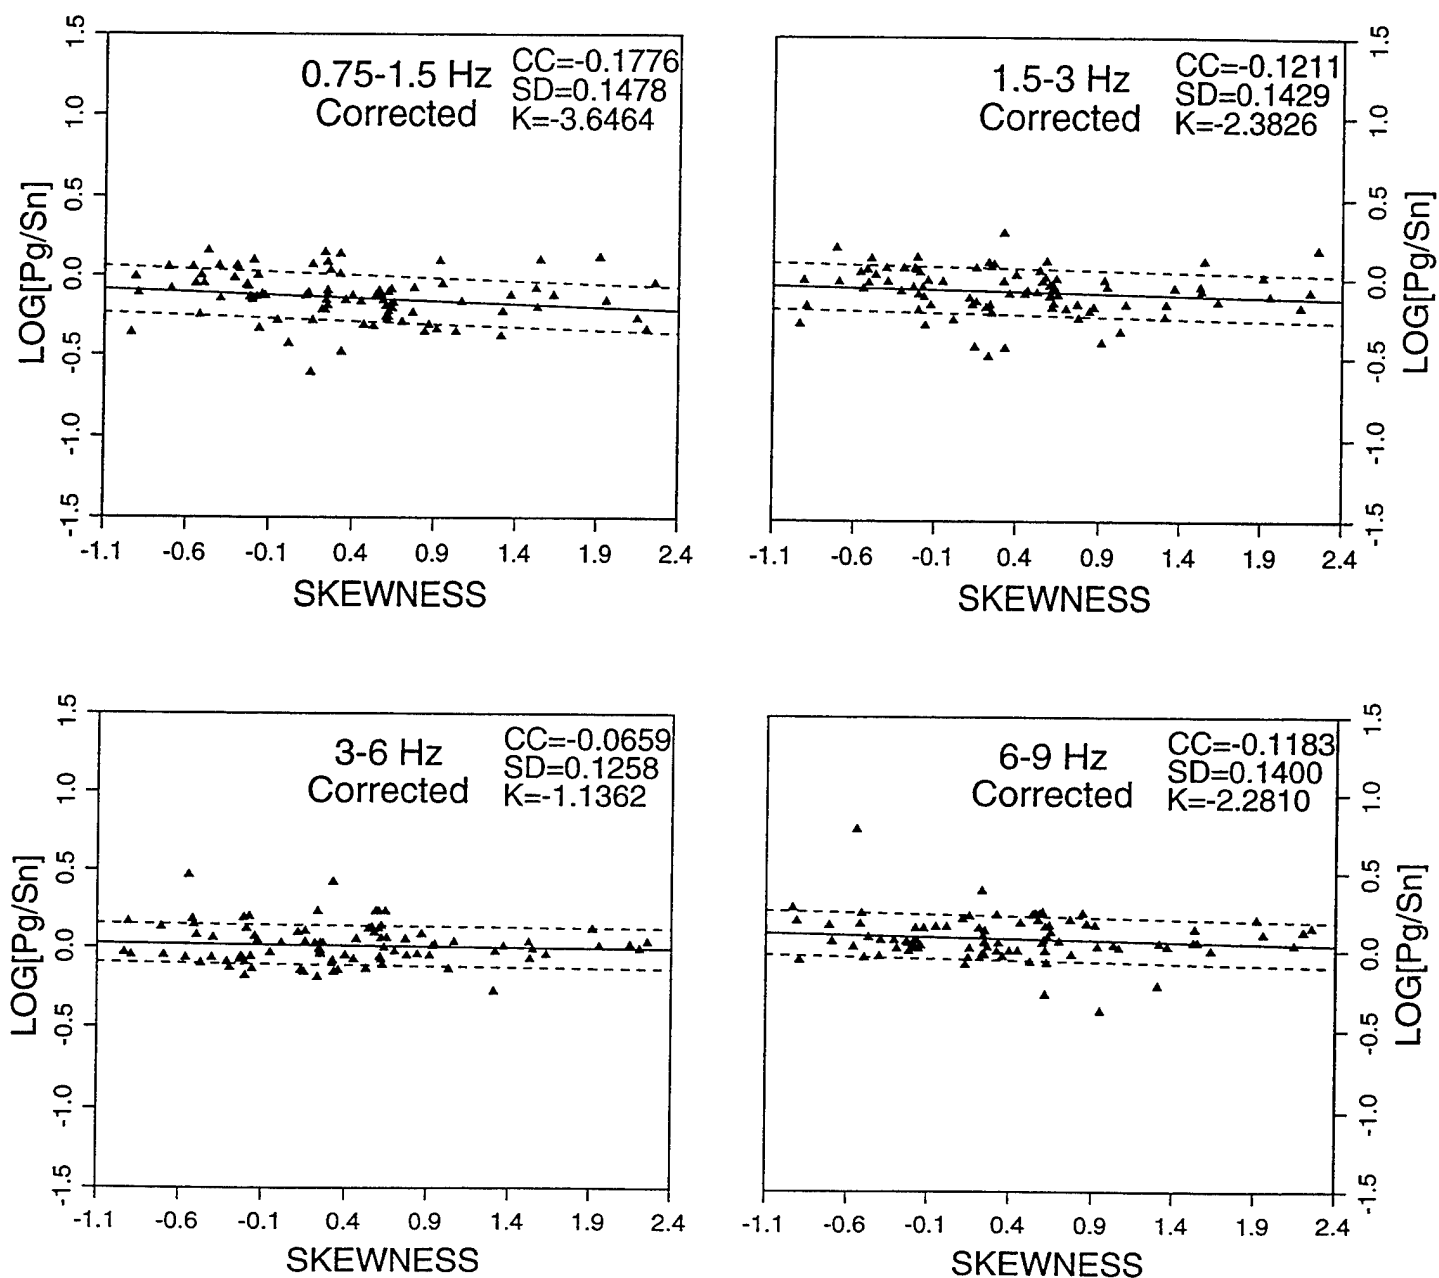 0.75-1.5 Hz
Corrected
CC=-0.1776
SD=0.1478
K=-3.6464
LOG[Pg/Sn]
1.5
1.0
0.5
0.0
-0.5
-1.0
-1.5
-1.1 -0.6 -0.1 0.4 0.9 1.4 1.9 2.4
SKEWNESS
1.5-3 Hz
Corrected
CC=-0.1211
SD=0.1429
K=-2.3826
LOG[Pg/Sn]
1.5
1.0
0.5
0.0
-0.5
-1.0
-1.5
-1.1 -0.6 -0.1 0.4 0.9 1.4 1.9 2.4
SKEWNESS
3-6 Hz
Corrected
CC=-0.0659
SD=0.1258
K=-1.1362
LOG[Pg/Sn]
1.5
1.0
0.5
0.0
-0.5
-1.0
-1.5
-1.1 -0.6 -0.1 0.4 0.9 1.4 1.9 2.4
SKEWNESS
6-9 Hz
Corrected
CC=-0.1183
SD=0.1400
K=-2.2810
LOG[Pg/Sn]
1.5
1.0
0.5
0.0
-0.5
-1.0
-1.5
-1.1 -0.6 -0.1 0.4 0.9 1.4 1.9 2.4
SKEWNESS